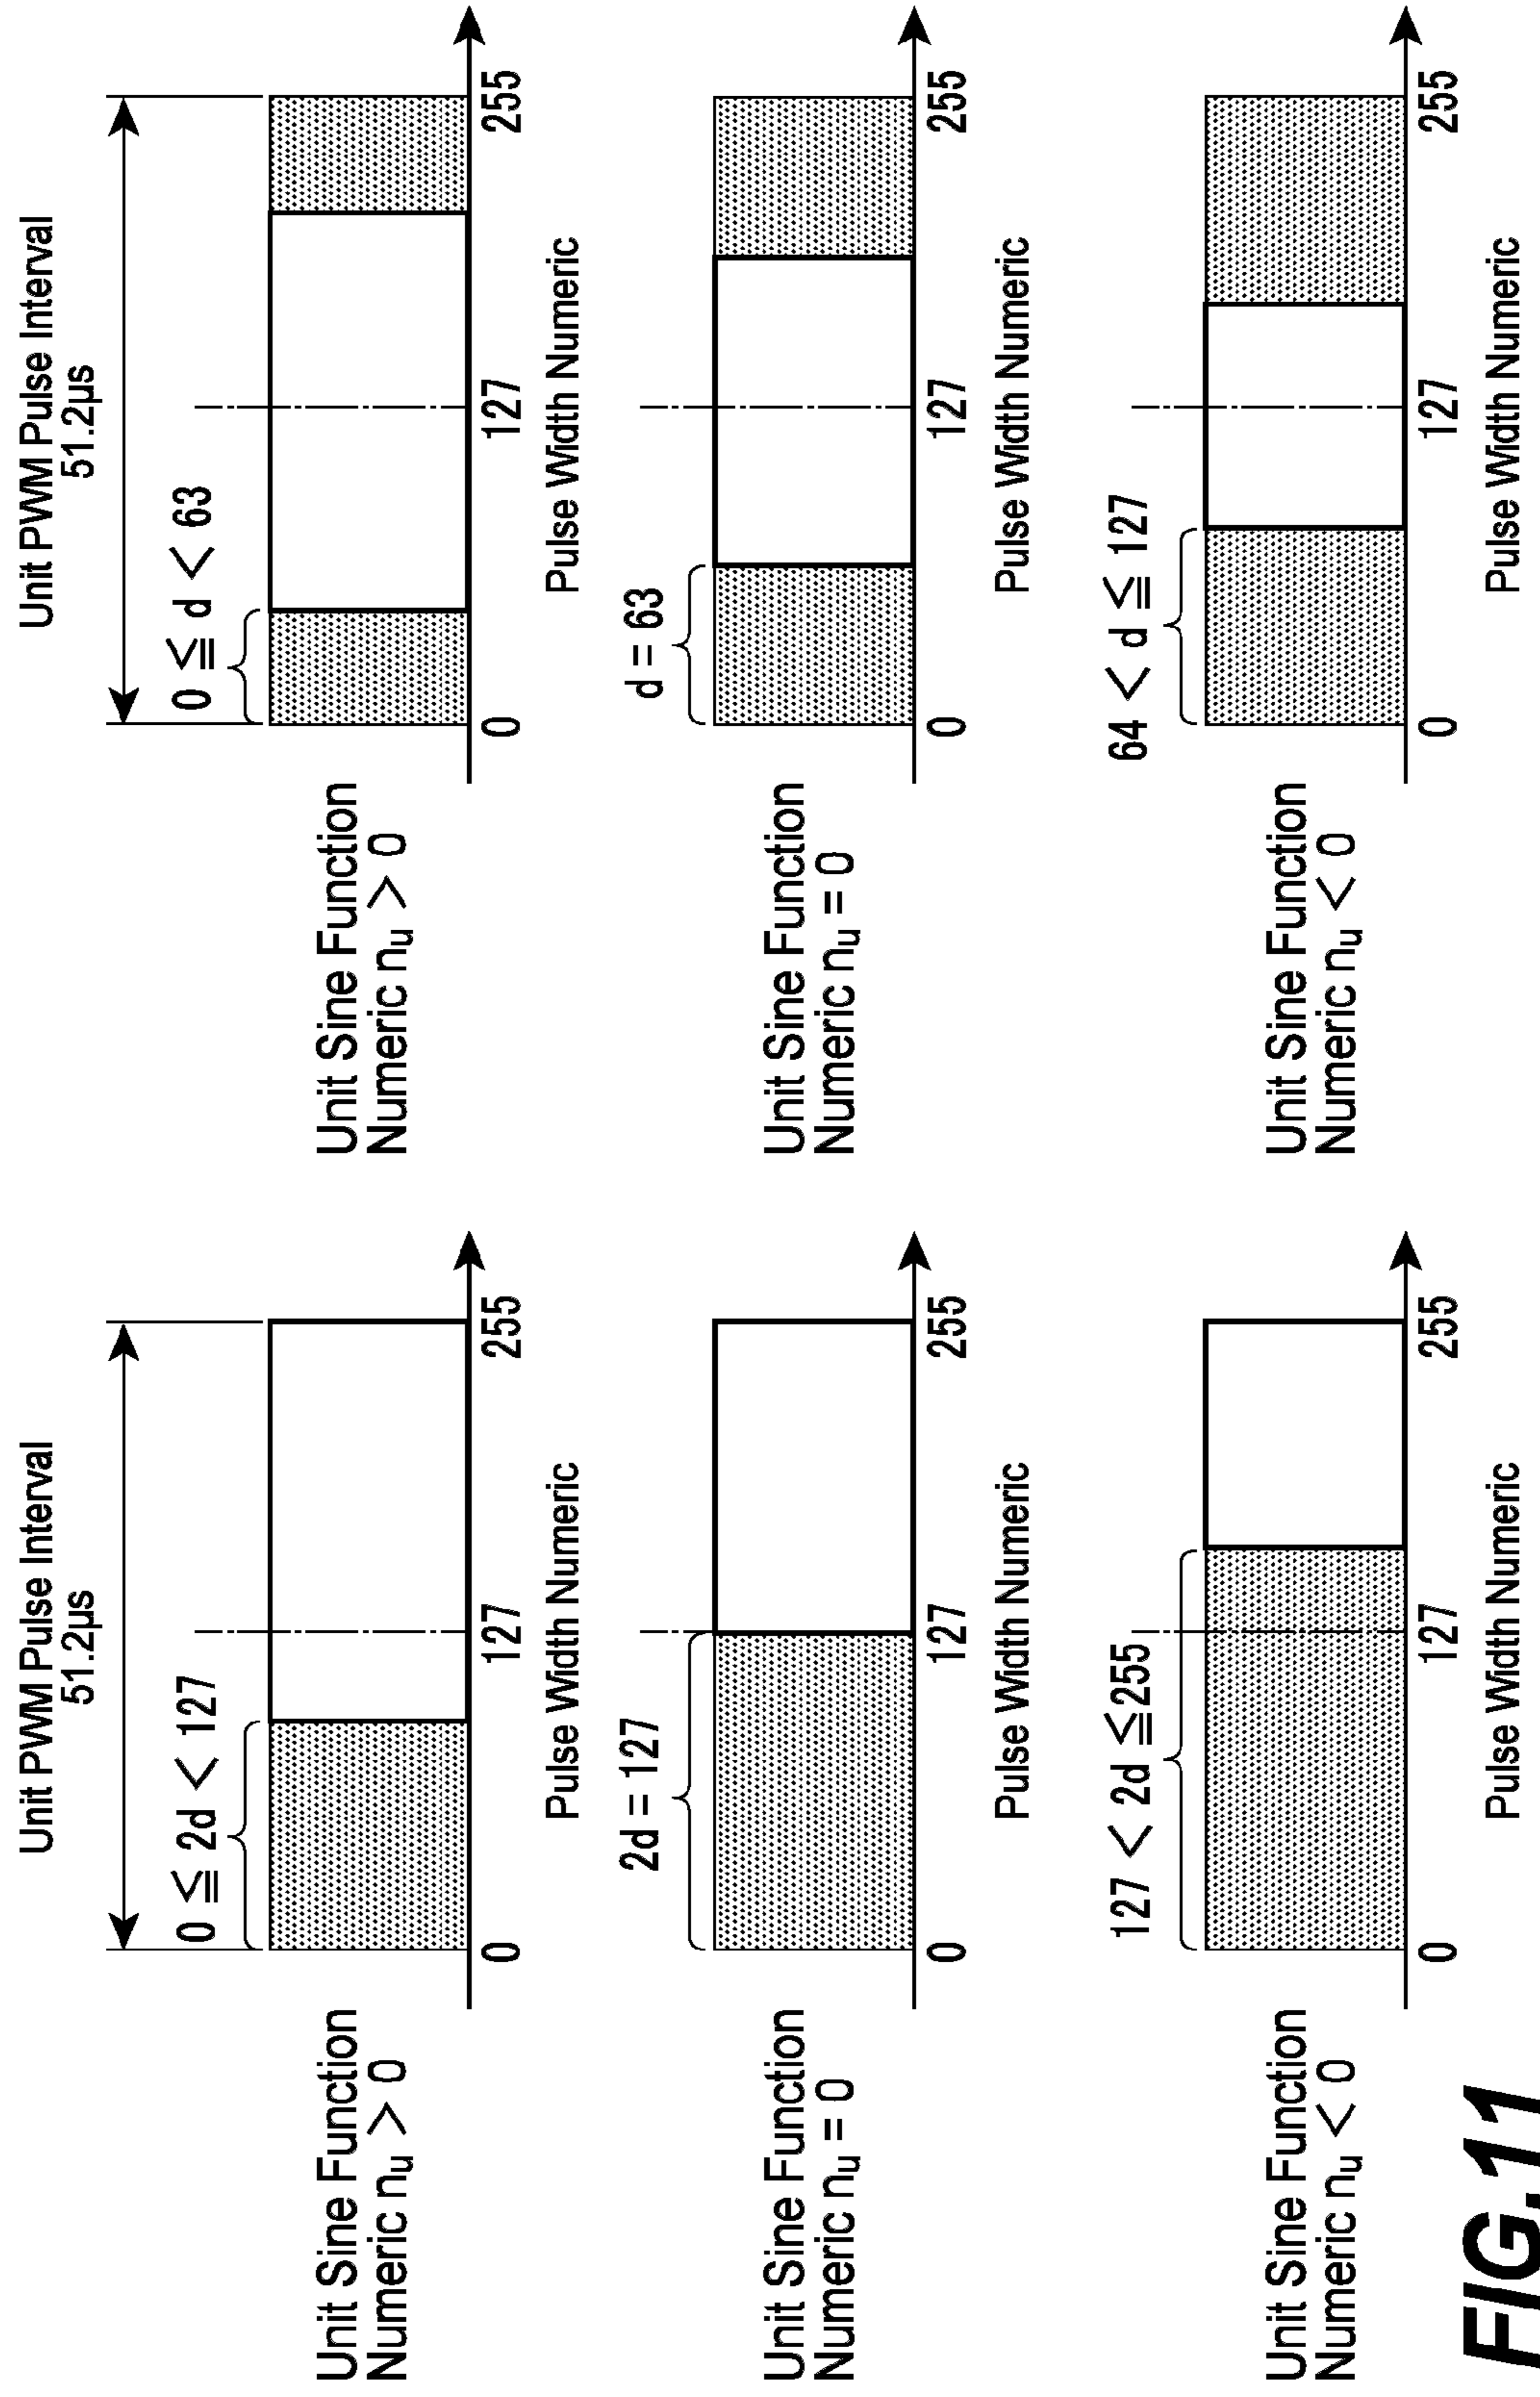 Unit PWM Pulse Interval
51.2µs
0 ≦ 2d < 127
Unit Sine Function
Numeric nᵤ > 0
0
127
255
Pulse Width Numeric
2d = 127
Unit Sine Function
Numeric nᵤ = 0
0
127
255
Pulse Width Numeric
127 < 2d ≦255
Unit Sine Function
Numeric nᵤ < 0
0
127
255
Pulse Width Numeric
Unit PWM Pulse Interval
51.2µs
0 ≦ d < 63
Unit Sine Function
Numeric nᵤ > 0
0
127
255
Pulse Width Numeric
d = 63
Unit Sine Function
Numeric nᵤ = 0
0
127
255
Pulse Width Numeric
64 < d ≦ 127
Unit Sine Function
Numeric nᵤ < 0
0
127
255
Pulse Width Numeric
FIG.11